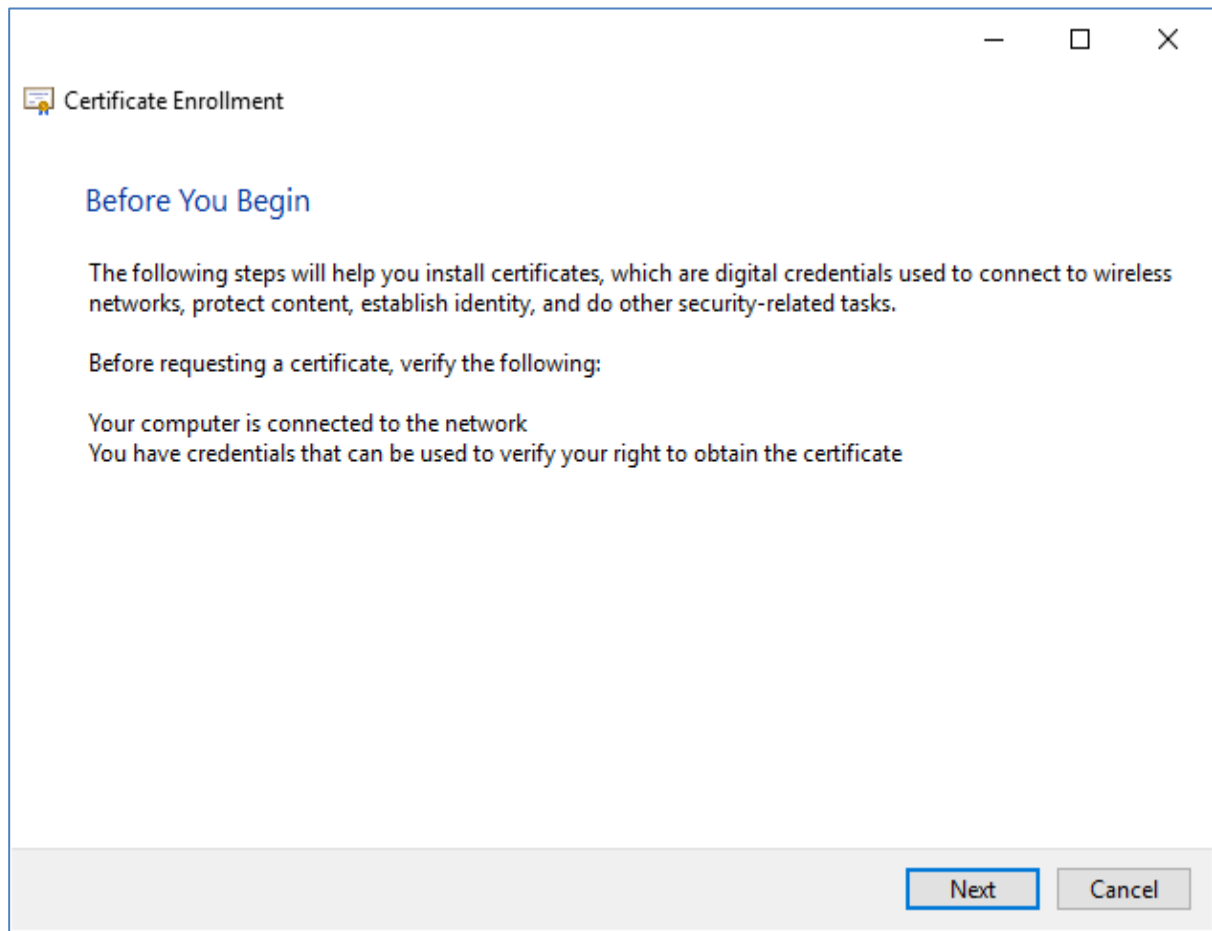 Certificate Enrollment
Before You Begin
The following steps will help you install certificates, which are digital credentials used to connect to wireless
networks, protect content, establish identity, and do other security-related tasks.
Before requesting a certificate, verify the following:
Your computer is connected to the network
You have credentials that can be used to verify your right to obtain the certificate
Next
Cancel